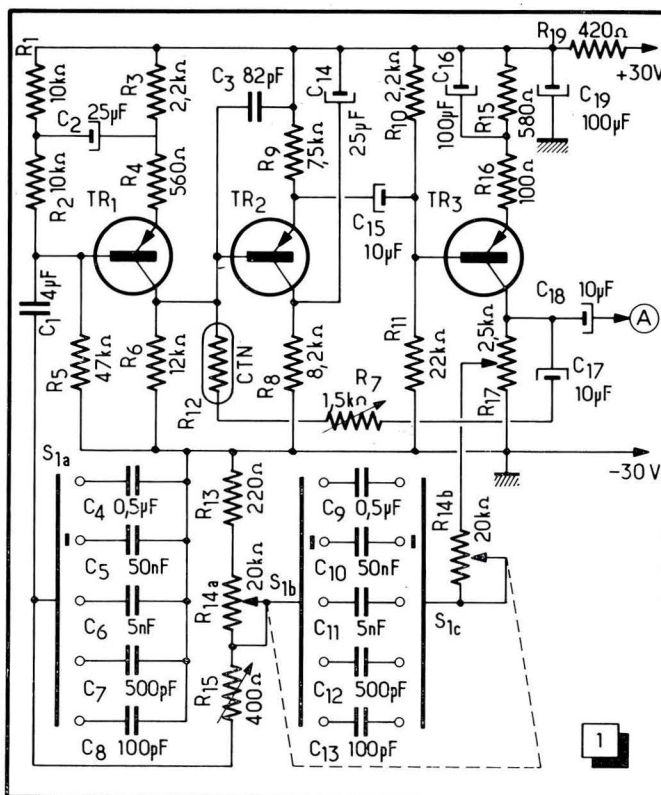 R1
10kΩ
C2
25µF
10kΩ
R2
R3
2,2kΩ
R4
560Ω
TR1
C1
4µF
R5
47kΩ
R6
12kΩ
C3
82pF
C14
25µF
R9
7,5kΩ
TR2
R12
CTN
R8
8,2kΩ
C15
10µF
R10
2,2kΩ
R11
22kΩ
R7
1,5kΩ
TR3
C16
100µF
R15
580Ω
R16
100Ω
R19
420Ω
+30V
C19
100µF
C18
10µF
A
2,5kΩ
R17
C17
10µF
-30V
S1a
C4
0,5µF
C5
50nF
C6
5nF
C7
500pF
C8
100pF
R13
220Ω
R14a
20kΩ
S1b
R15
400Ω
C9
0,5µF
C10
50nF
C11
5nF
C12
500pF
C13
100pF
R14b
20kΩ
S1c
1